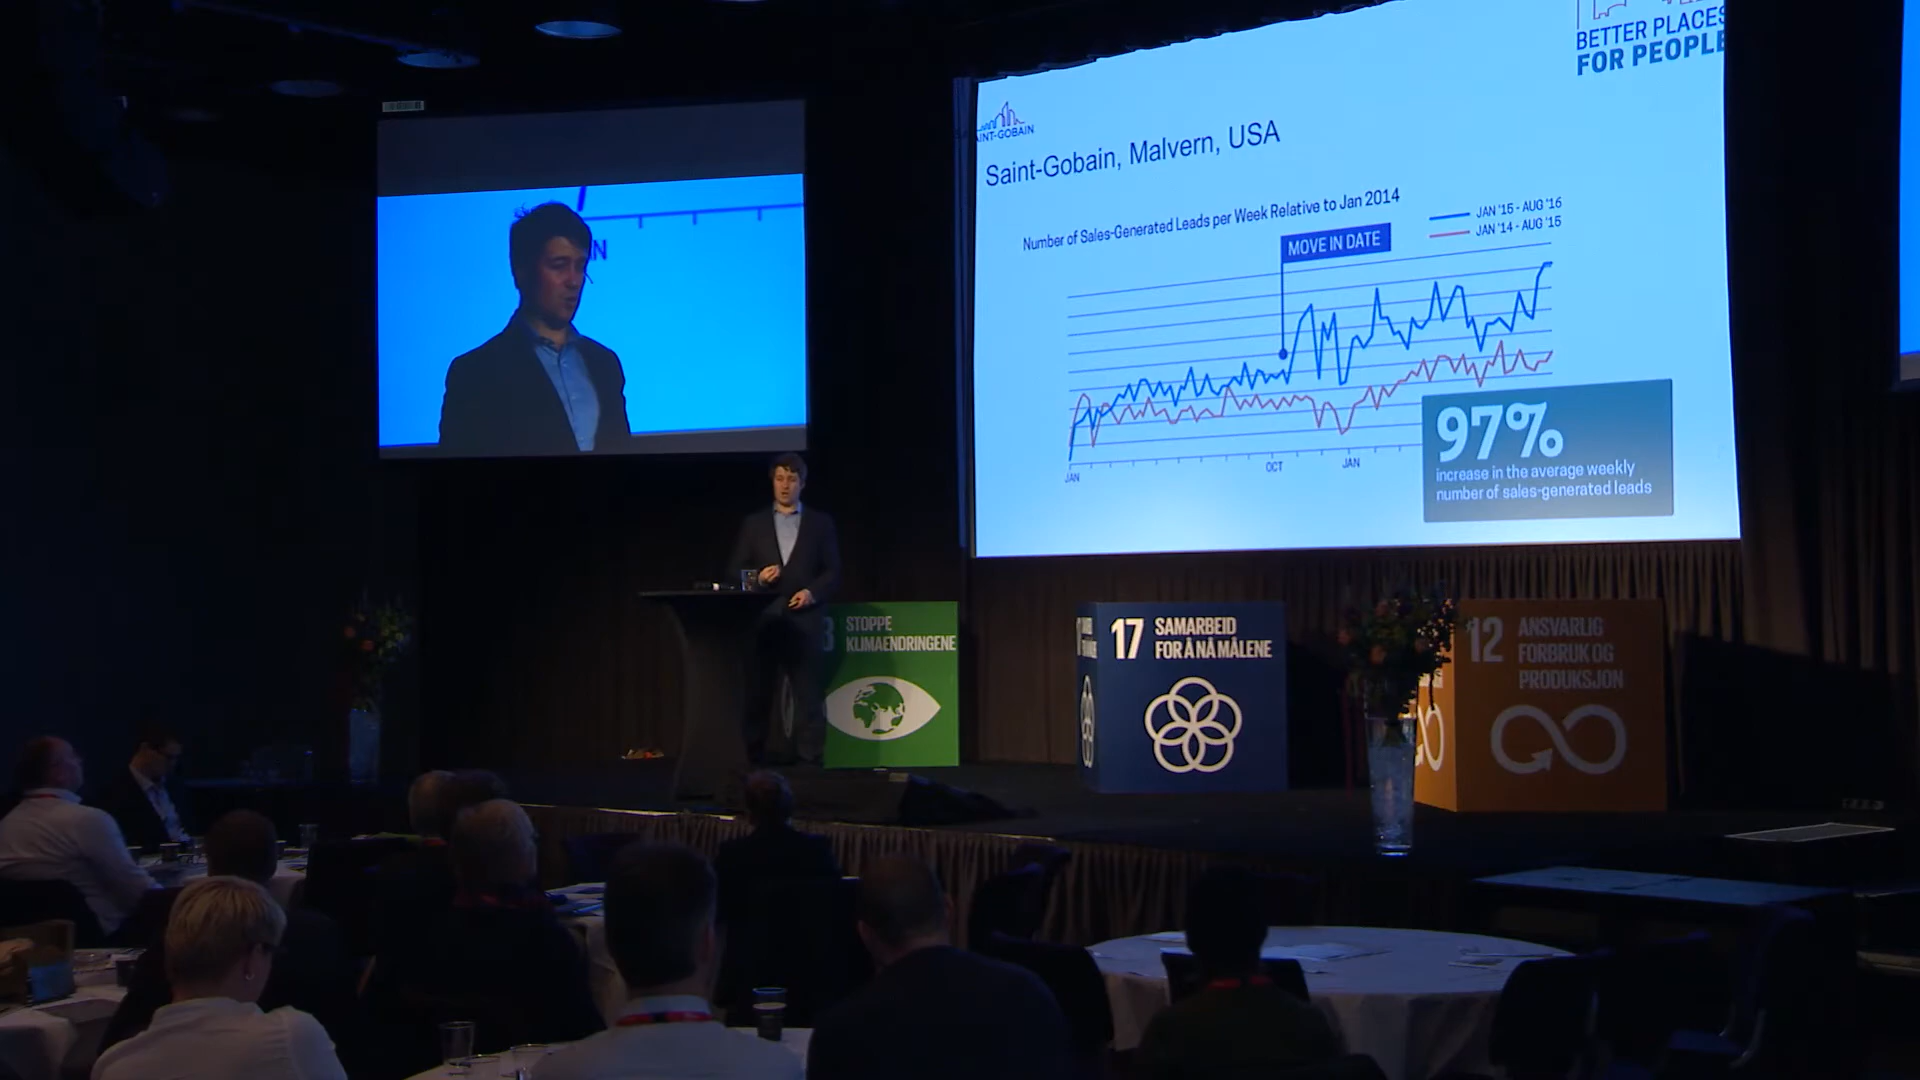 BETTER PLACES
FOR PEOPLE
AINT-GOBAIN
Saint-Gobain, Malvern, USA
Number of Sales-Generated Leads per Week Relative to Jan 2014
JAN '15 - AUG '16
JAN '14 - AUG '15
MOVE IN DATE
JAN
OCT
JAN
97%
increase in the average weekly
number of sales-generated leads
N
3 STOPPE
KLIMAENDRINGENE
17 SAMARBEID
FOR Å NÅ MÅLENE
12 ANSVARLIG
FORBRUK OG
PRODUKSJON